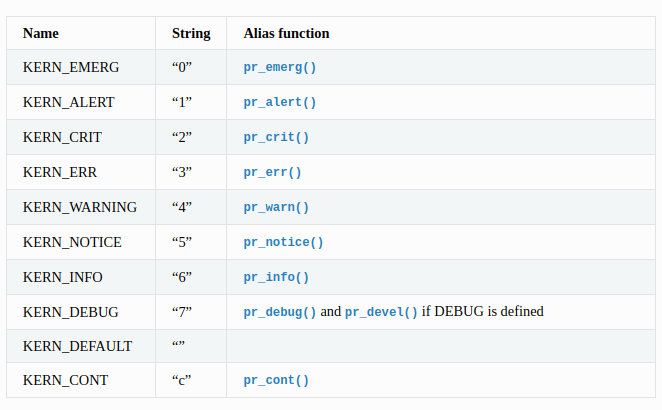 Name String Alias function
KERN_EMERG “0” pr_emerg()
KERN_ALERT “1” pr_alert()
KERN_CRIT “2” pr_crit()
KERN_ERR “3” pr_err()
KERN_WARNING “4” pr_warn()
KERN_NOTICE “5” pr_notice()
KERN_INFO “6” pr_info()
KERN_DEBUG “7” pr_debug() and pr_devel() if DEBUG is defined
KERN_DEFAULT “”
KERN_CONT “c” pr_cont()